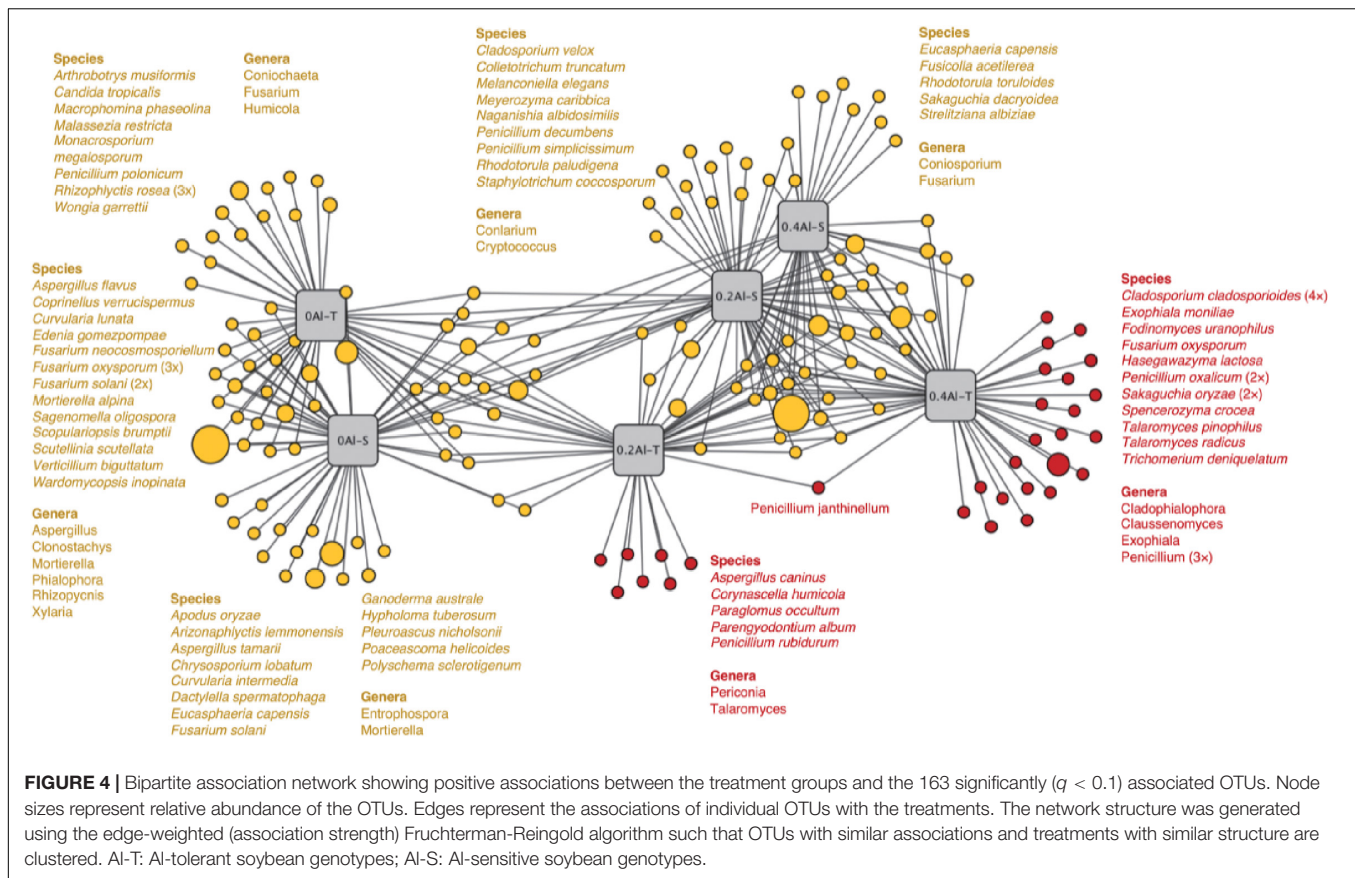 Species
Arthrobotrys musiformis
Candida tropicalis
Macrophomina phaseolina
Malassezia restricta
Monacrosporium
megalosporum
Penicillium polonicum
Rhizophlyctis rosea (3x)
Wongia garrettii
Genera
Coniochaeta
Fusarium
Humicola
Species
Cladosporium velox
Colletotrichum truncatum
Melanconiella elegans
Meyerozyma caribbica
Naganishia albidosimilis
Penicillium decumbens
Penicillium simplicissimum
Rhodotorula paludigena
Staphylotrichum coccosporum
Genera
Conlarium
Cryptococcus
Species
Eucasphaeria capensis
Fusicolla acetilerea
Rhodotorula toruloides
Sakaguchia dacryoidea
Strelitziana albiziae
Genera
Coniosporium
Fusarium
Species
Aspergillus flavus
Coprinellus verrucispermus
Curvularia lunata
Edenia gomezpompae
Fusarium neocosmosporiellum
Fusarium oxysporum (3x)
Fusarium solani (2x)
Mortierella alpina
Sagenomella oligospora
Scopulariopsis brumptii
Scutellinia scutellata
Verticillium biguttatum
Wardomycopsis inopinata
Genera
Aspergillus
Clonostachys
Mortierella
Phialophora
Rhizopycnis
Xylaria
0Al-T
0Al-S
0.2Al-S
0.4Al-S
0.2Al-T
0.4Al-T
Species
Cladosporium cladosporioides (4×)
Exophiala moniliae
Fodinomyces uranophilus
Fusarium oxysporum
Hasegawazyma lactosa
Penicillium oxalicum (2×)
Sakaguchia oryzae (2×)
Spencerozyma crocea
Talaromyces pinophilus
Talaromyces radicus
Trichomerium deniquelatum
Genera
Cladophialophora
Claussenomyces
Exophiala
Penicillium (3×)
Penicillium janthinellum
Species
Apodus oryzae
Arizonaphlyctis lemmonensis
Aspergillus tamarii
Chrysosporium lobatum
Curvularia intermedia
Dactylella spermatophaga
Eucasphaeria capensis
Fusarium solani
Ganoderma australe
Hypholoma tuberosum
Pleuroascus nicholsonii
Poaceascoma helicoides
Polyschema sclerotigenum
Genera
Entrophospora
Mortierella
Species
Aspergillus caninus
Corynascella humicola
Paraglomus occultum
Parengyodontium album
Penicillium rubidurum
Genera
Periconia
Talaromyces
FIGURE 4 | Bipartite association network showing positive associations between the treatment groups and the 163 significantly (q < 0.1) associated OTUs. Node
sizes represent relative abundance of the OTUs. Edges represent the associations of individual OTUs with the treatments. The network structure was generated
using the edge-weighted (association strength) Fruchterman-Reingold algorithm such that OTUs with similar associations and treatments with similar structure are
clustered. Al-T: Al-tolerant soybean genotypes; Al-S: Al-sensitive soybean genotypes.